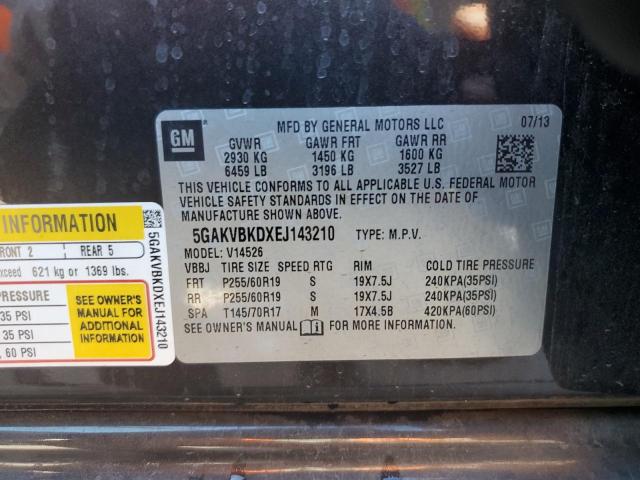 GM
MFD BY GENERAL MOTORS LLC 07/13
GVWR GAWR FRT GAWR RR
2930 KG 1450 KG 1600 KG
6459 LB 3196 LB 3527 LB
THIS VEHICLE CONFORMS TO ALL APPLICABLE U.S. FEDERAL MOTOR
VEHICLE SAFETY STANDARDS IN EFFECT ON THE DATE OF
MANUFACTURE SHOWN ABOVE.
5GAKVBKDXEJ143210 TYPE: M.P.V.
MODEL: V14526
VBBJ TIRE SIZE SPEED RTG RIM COLD TIRE PRESSURE
FRT P255/60R19 S 19X7.5J 240KPA(35PSI)
RR P255/60R19 S 19X7.5J 240KPA(35PSI)
SPA T145/70R17 M 17X4.5B 420KPA(60PSI)
SEE OWNER'S MANUAL FOR MORE INFORMATION.
INFORMATION
FRONT 2 REAR 5
exceed 621 kg or 1369 lbs.
PRESSURE
35 PSI
35 PSI
60 PSI
SEE OWNER'S
MANUAL FOR
ADDITIONAL
INFORMATION
5GAKVBKDXEJ143210